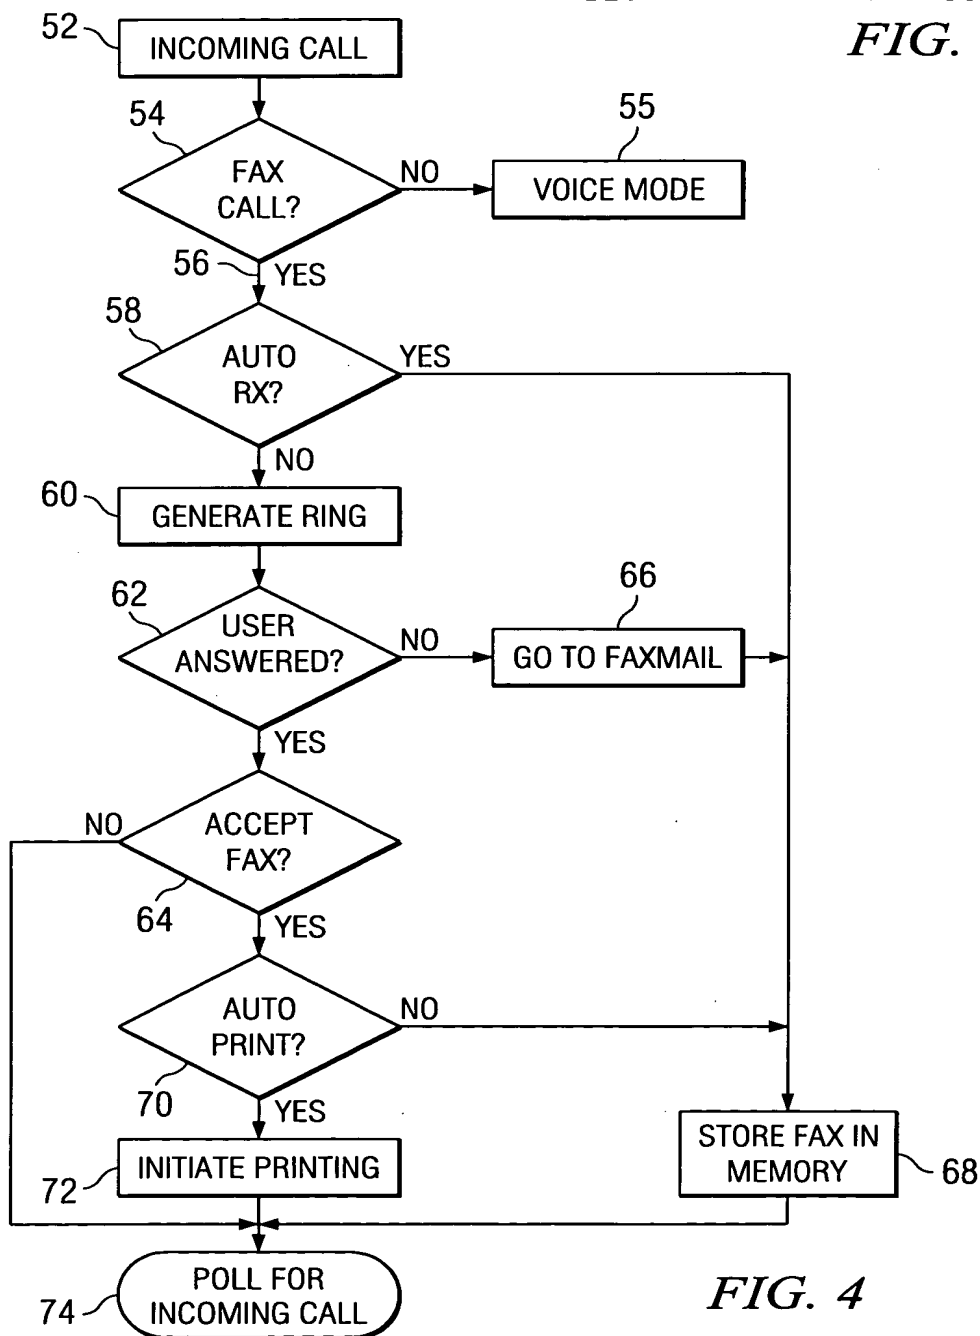 FIG.
52
INCOMING CALL
54
FAX
CALL?
NO
55
VOICE MODE
56
YES
58
AUTO
RX?
YES
NO
60
GENERATE RING
62
USER
ANSWERED?
NO
66
GO TO FAXMAIL
YES
NO
ACCEPT
FAX?
64
YES
AUTO
PRINT?
NO
70
YES
72
INITIATE PRINTING
STORE FAX IN
MEMORY
68
74
POLL FOR
INCOMING CALL
FIG. 4